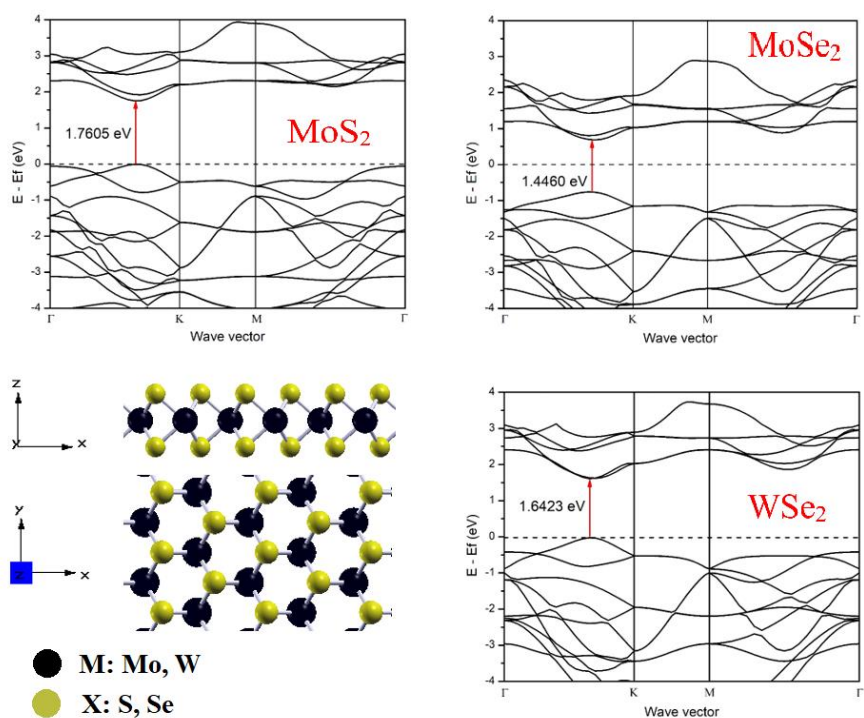 MoS2
E - Ef (eV)
4
3
2
1
0
-1
-2
-3
-4
1.7605 eV
Γ
K
M
Γ
Wave vector
MoSe2
E - Ef (eV)
4
3
2
1
0
-1
-2
-3
-4
1.4460 eV
Γ
K
M
Γ
Wave vector
Z
Y
X
Y
Z
X
M: Mo, W
X: S, Se
WSe2
E - Ef (eV)
4
3
2
1
0
-1
-2
-3
-4
1.6423 eV
Γ
K
M
Γ
Wave vector